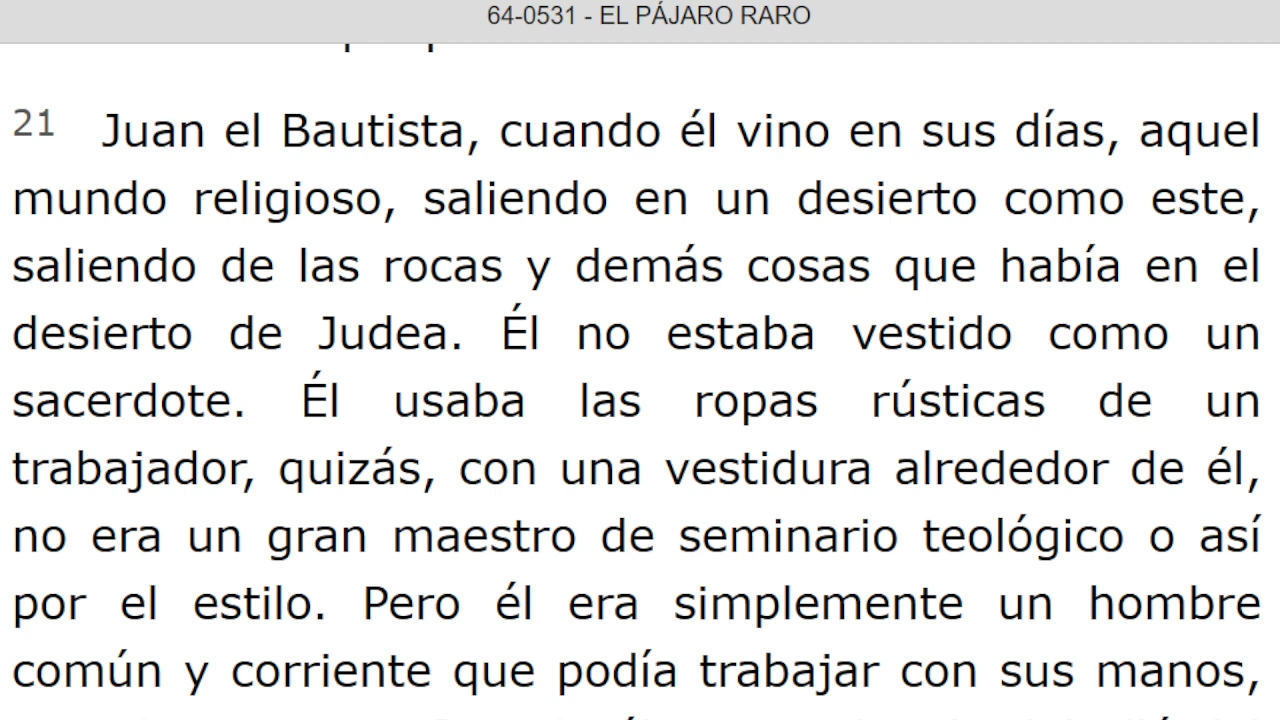 64-0531 - EL PÁJARO RARO
21 Juan el Bautista, cuando él vino en sus días, aquel
mundo religioso, saliendo en un desierto como este,
saliendo de las rocas y demás cosas que había en el
desierto de Judea. Él no estaba vestido como un
sacerdote. Él usaba las ropas rústicas de un
trabajador, quizás, con una vestidura alrededor de él,
no era un gran maestro de seminario teológico o así
por el estilo. Pero él era simplemente un hombre
común y corriente que podía trabajar con sus manos,